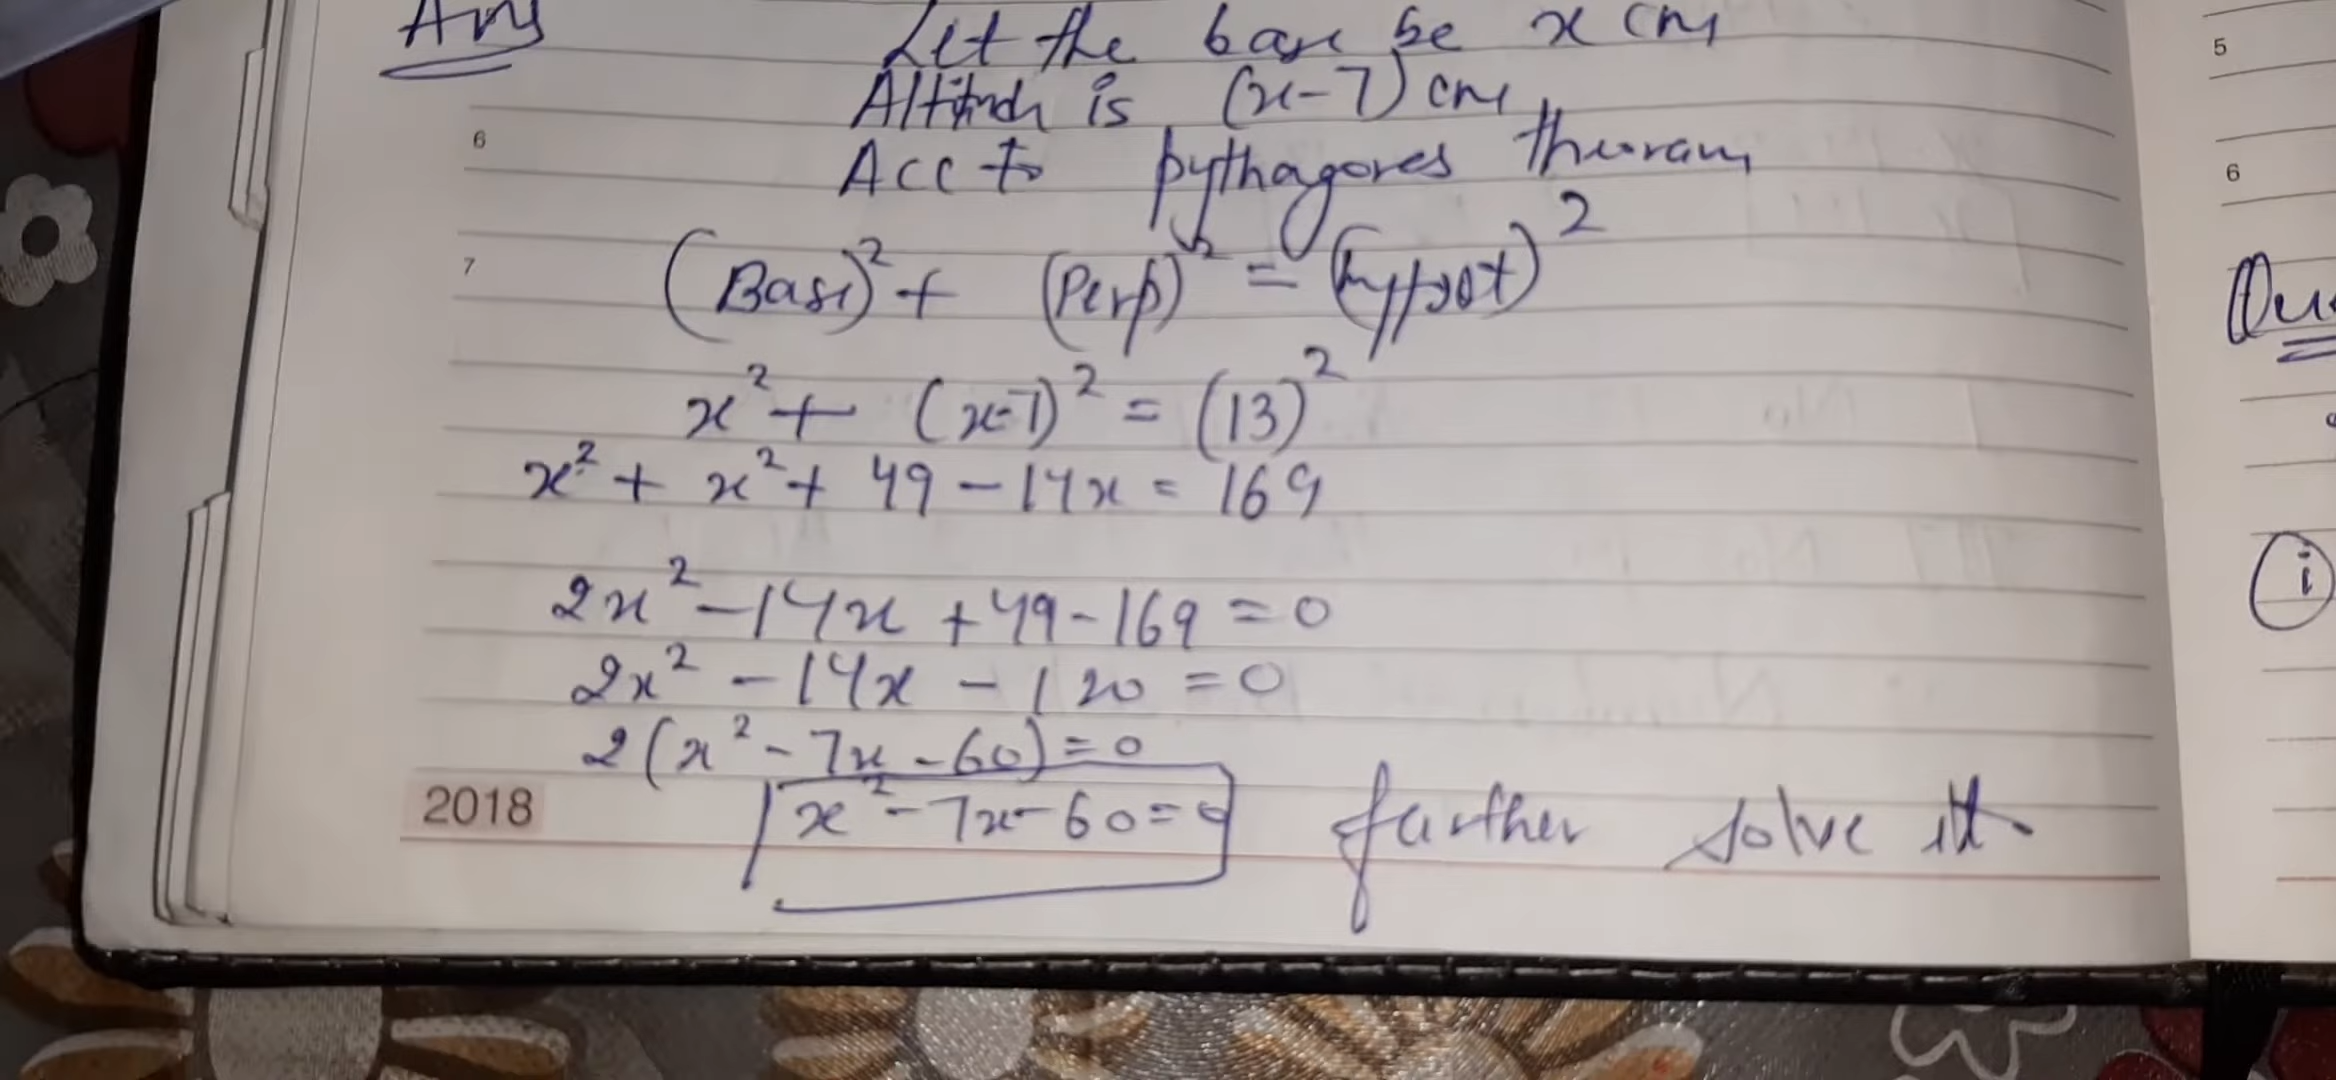 Ans
Let the base be x cm
Altitude is (x-7) cm
Acc to pythagores theoram
6
7
(Base)² + (Perp)² = (hypot)²
x² + (x-7)² = (13)²
x² + x² + 49 - 14x = 169
2x² - 14x + 49 - 169 = 0
2x² - 14x - 120 = 0
2(x² - 7x - 60) = 0
x² - 7x - 60 = 0 further solve it.
2018
5
6
Que
i